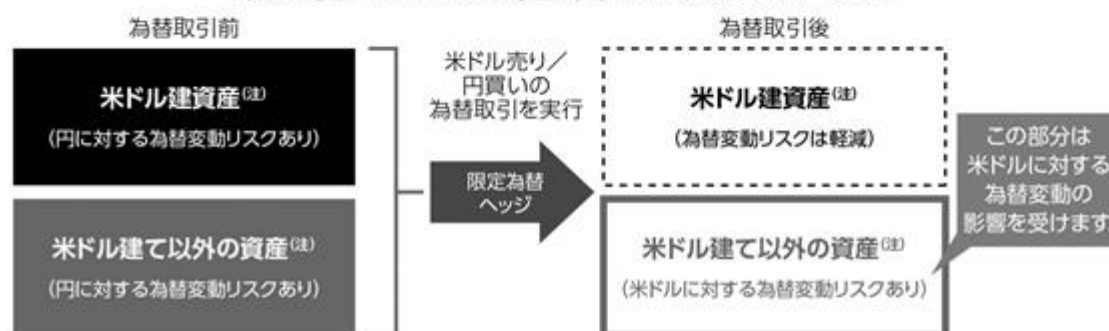 為替取引前
為替取引後
米ドル建資産(注)
(円に対する為替変動リスクあり)
米ドル建て以外の資産(注)
(円に対する為替変動リスクあり)
米ドル売り／
円買いの
為替取引を実行
限定為替
ヘッジ
米ドル建資産(注)
(為替変動リスクは軽減)
米ドル建て以外の資産(注)
(米ドルに対する為替変動リスクあり)
この部分は
米ドルに対する
為替変動の
影響を受けます